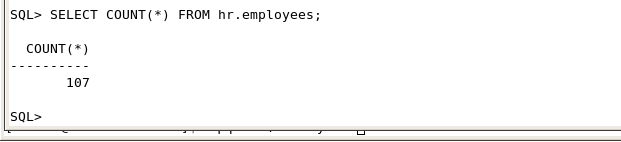 SQL> SELECT COUNT(*) FROM hr.employees;
COUNT(*)
----------
107
SQL>